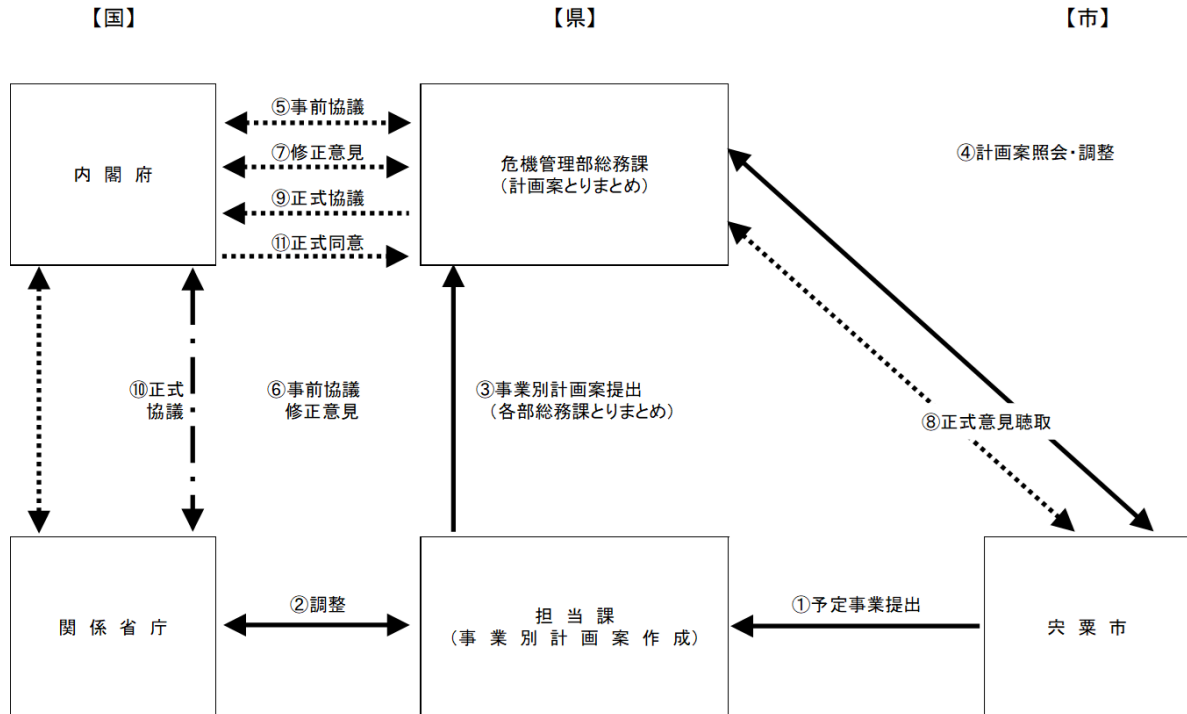 【国】
【県】
【市】
⑤事前協議
⑦修正意見
⑨正式協議
⑪正式同意
内 閣 府
危機管理部総務課
(計画案とりまとめ)
④計画案照会・調整
⑩正式
協議
⑥事前協議
修正意見
③事業別計画案提出
(各部総務課とりまとめ)
⑧正式意見聴取
関 係 省 庁
②調整
担 当 課
(事 業 別 計 画 案 作 成)
①予定事業提出
宍 粟 市